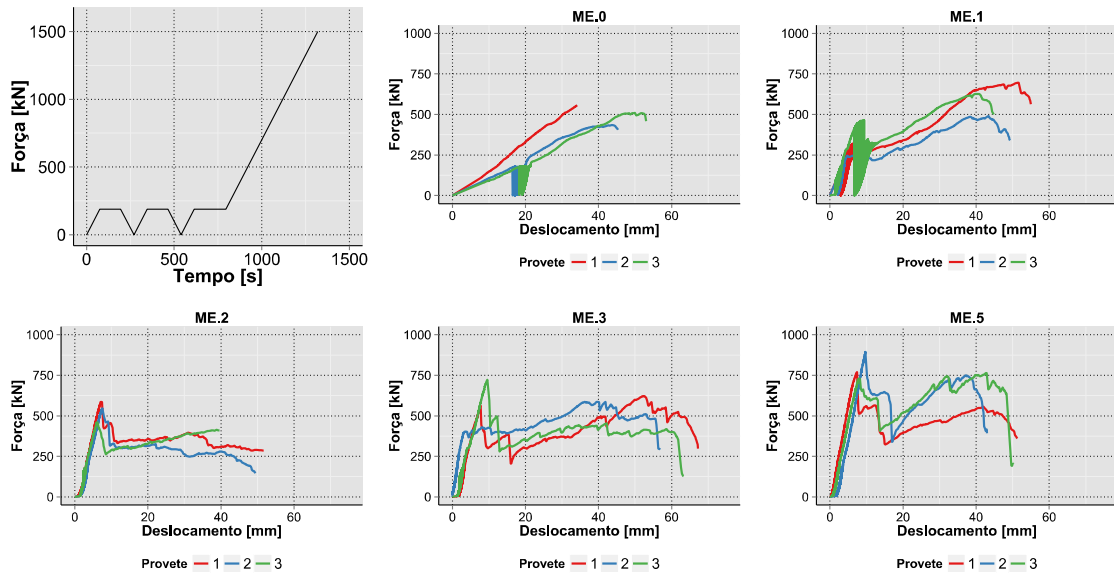 Força [kN]
1500
1000
500
0
0 500 1000 1500
Tempo [s]
ME.0
Força [kN]
1000
750
500
250
0
0 20 40 60
Deslocamento [mm]
Provete 1 2 3
ME.1
Força [kN]
1000
750
500
250
0
0 20 40 60
Deslocamento [mm]
Provete 1 2 3
ME.2
Força [kN]
1000
750
500
250
0
0 20 40 60
Deslocamento [mm]
Provete 1 2 3
ME.3
Força [kN]
1000
750
500
250
0
0 20 40 60
Deslocamento [mm]
Provete 1 2 3
ME.5
Força [kN]
1000
750
500
250
0
0 20 40 60
Deslocamento [mm]
Provete 1 2 3